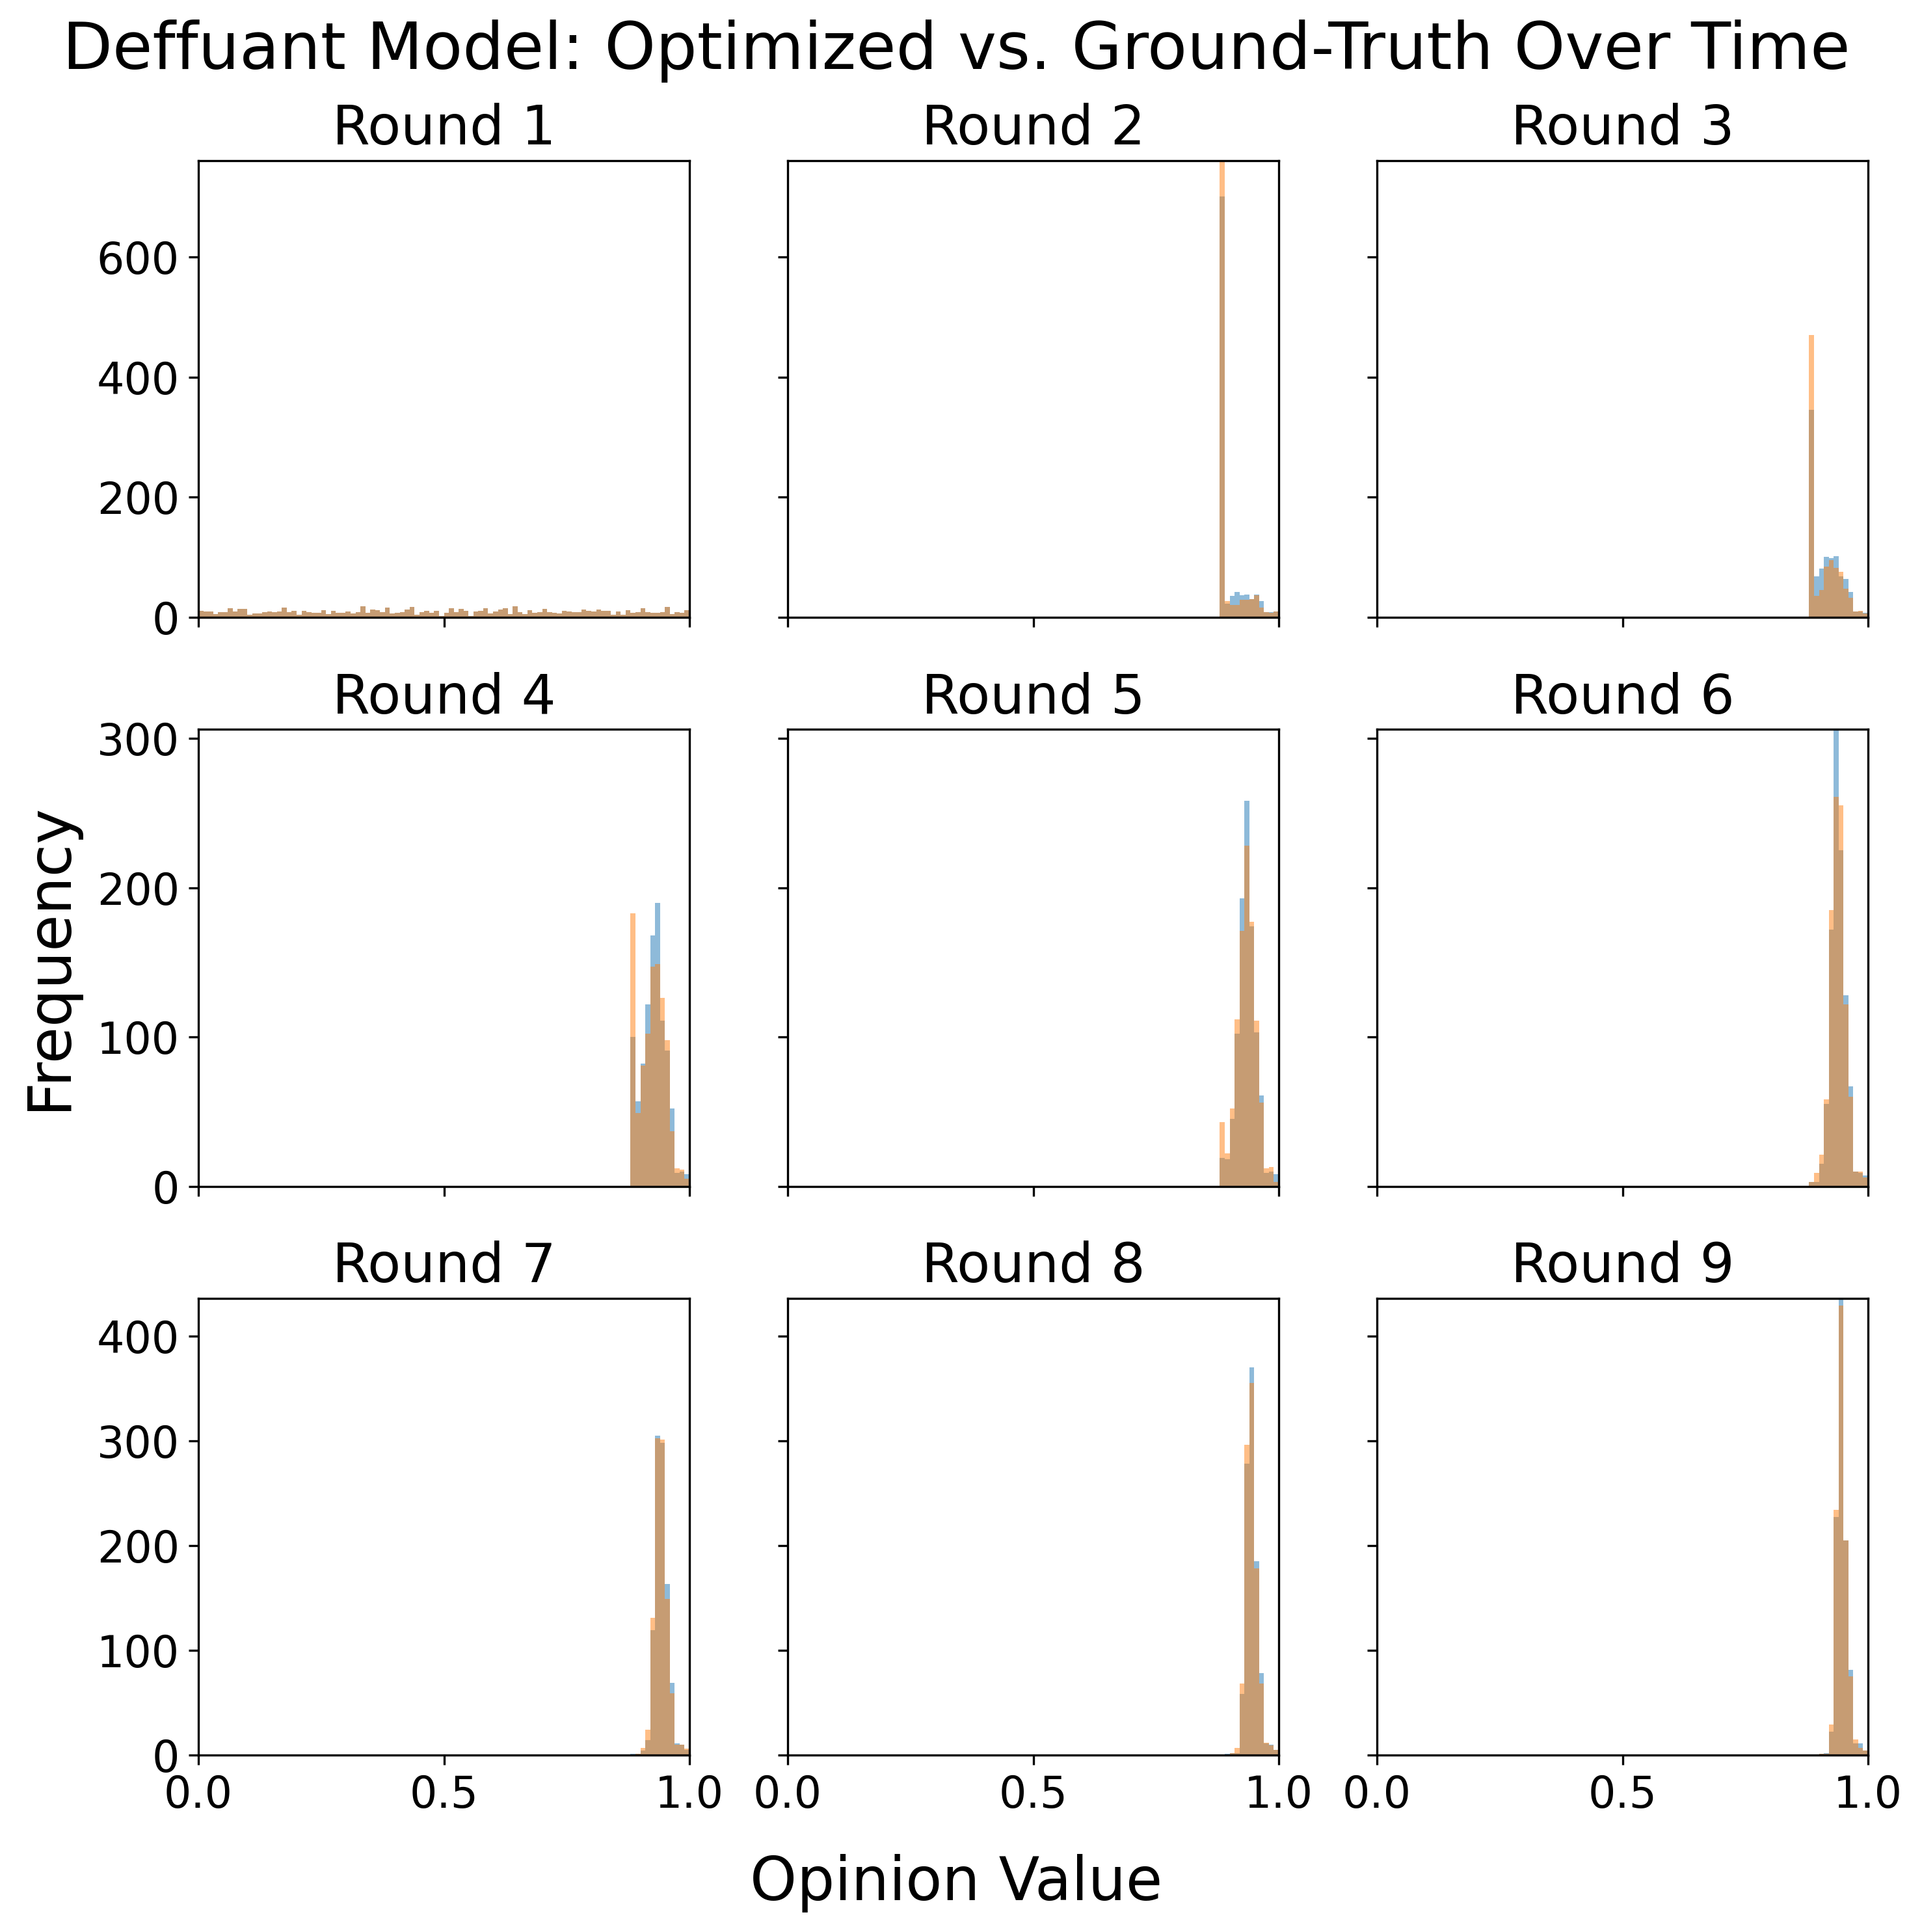 Deffuant Model: Optimized vs. Ground-Truth Over Time
Round 1
Round 2
Round 3
600
400
200
0
Round 4
Round 5
Round 6
300
200
100
0
Frequency
Round 7
Round 8
Round 9
400
300
200
100
0
0.0 0.5 1.0 0.0 0.5 1.0 0.0 0.5 1.0
Opinion Value